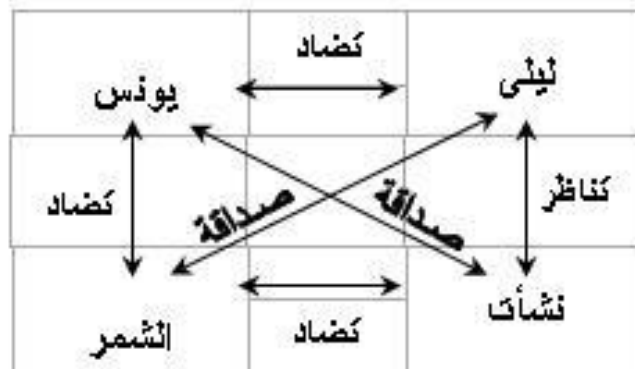 ليلى
تضاد
يونس
تناظر
صداقة
صداقة
تضاد
نشأت
تضاد
الشمر